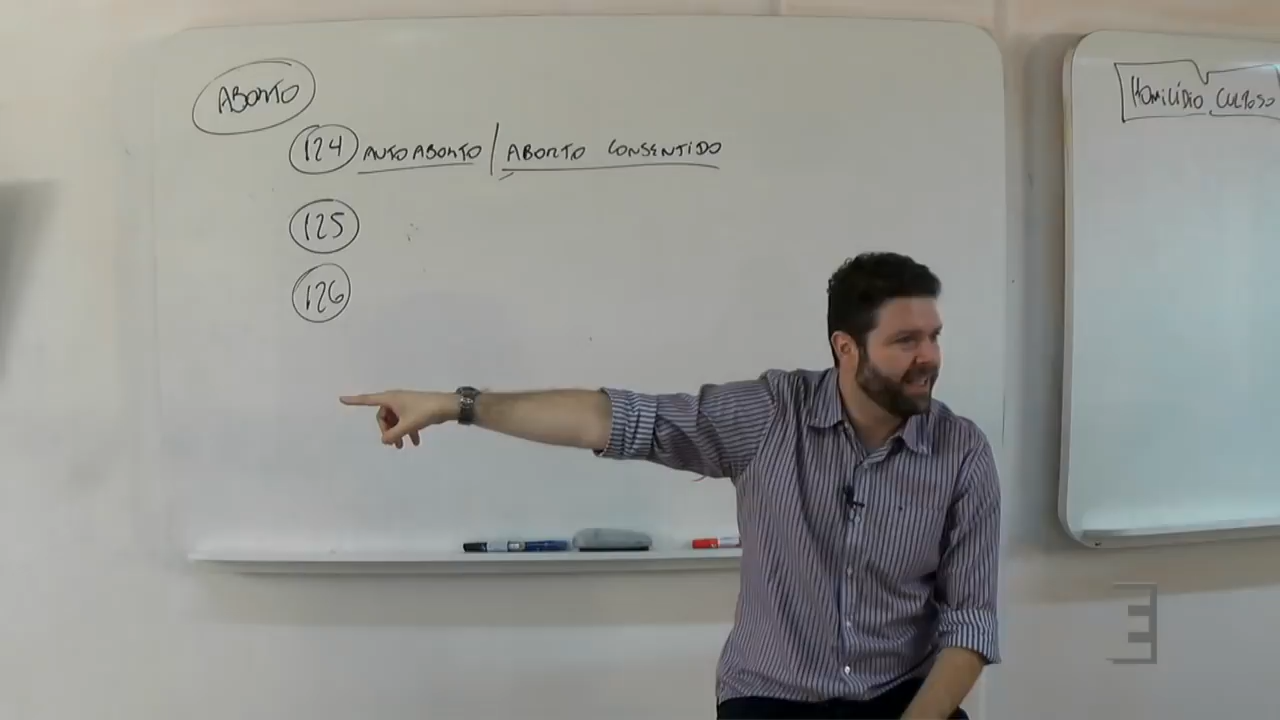 ABORTO
124 AUTOABORTO / ABORTO CONSENTIDO
125
126
HOMICÍDIO CULPOSO